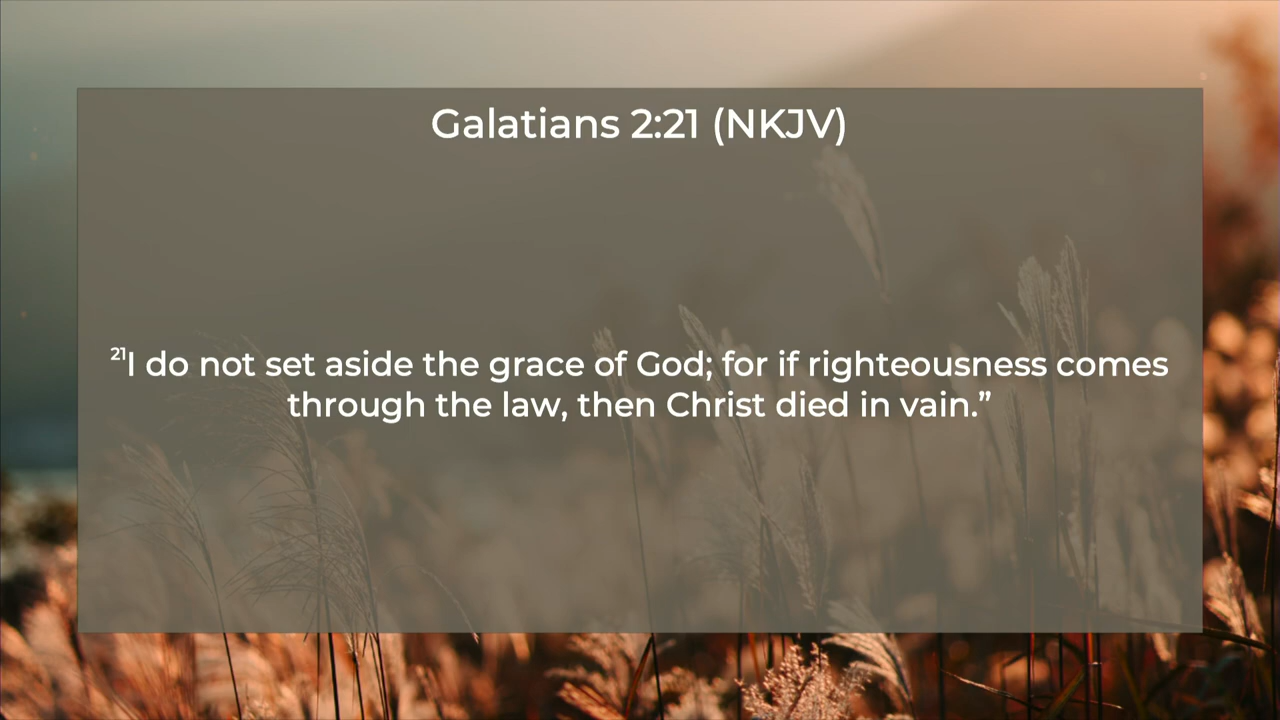 Galatians 2:21 (NKJV)
21I do not set aside the grace of God; for if righteousness comes
through the law, then Christ died in vain.”